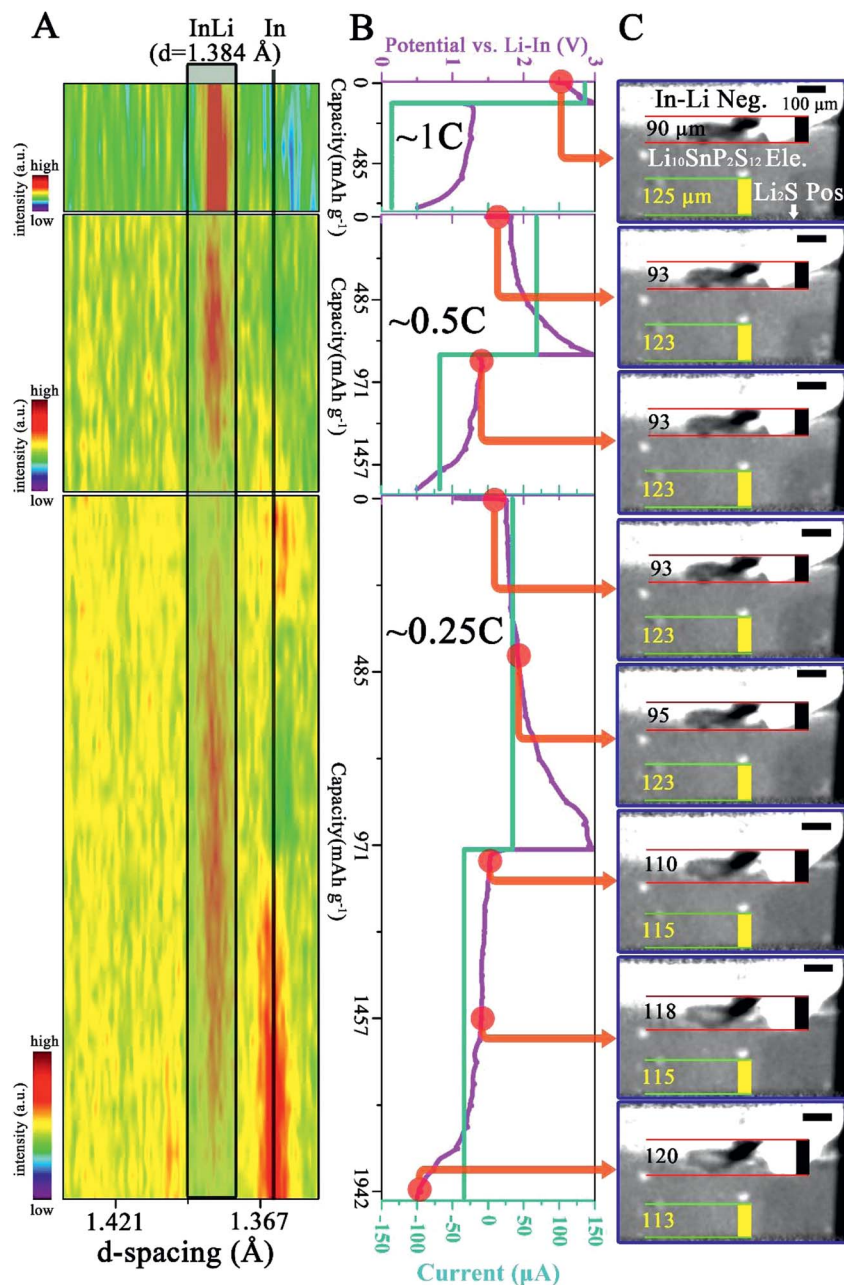 A
InLi
(d=1.384 Å)
In
B
Potential vs. Li-In (V)
0 1 2 3
C
high
intensity (a.u.)
low
high
intensity (a.u.)
low
high
intensity (a.u.)
low
1.421 1.367
d-spacing (Å)
0
485
Capacity(mAh g⁻¹)
~1C
0
485
971
1457
Capacity(mAh g⁻¹)
~0.5C
0
485
971
1457
1942
Capacity(mAh g⁻¹)
~0.25C
-150 -50 0 50 100 150
Current (μA)
In-Li Neg.
100 μm
90 μm
Li₁₀SnP₂S₁₂ Ele.
125 μm
Li₂S Pos
93
123
93
123
93
123
95
123
110
115
118
115
120
113